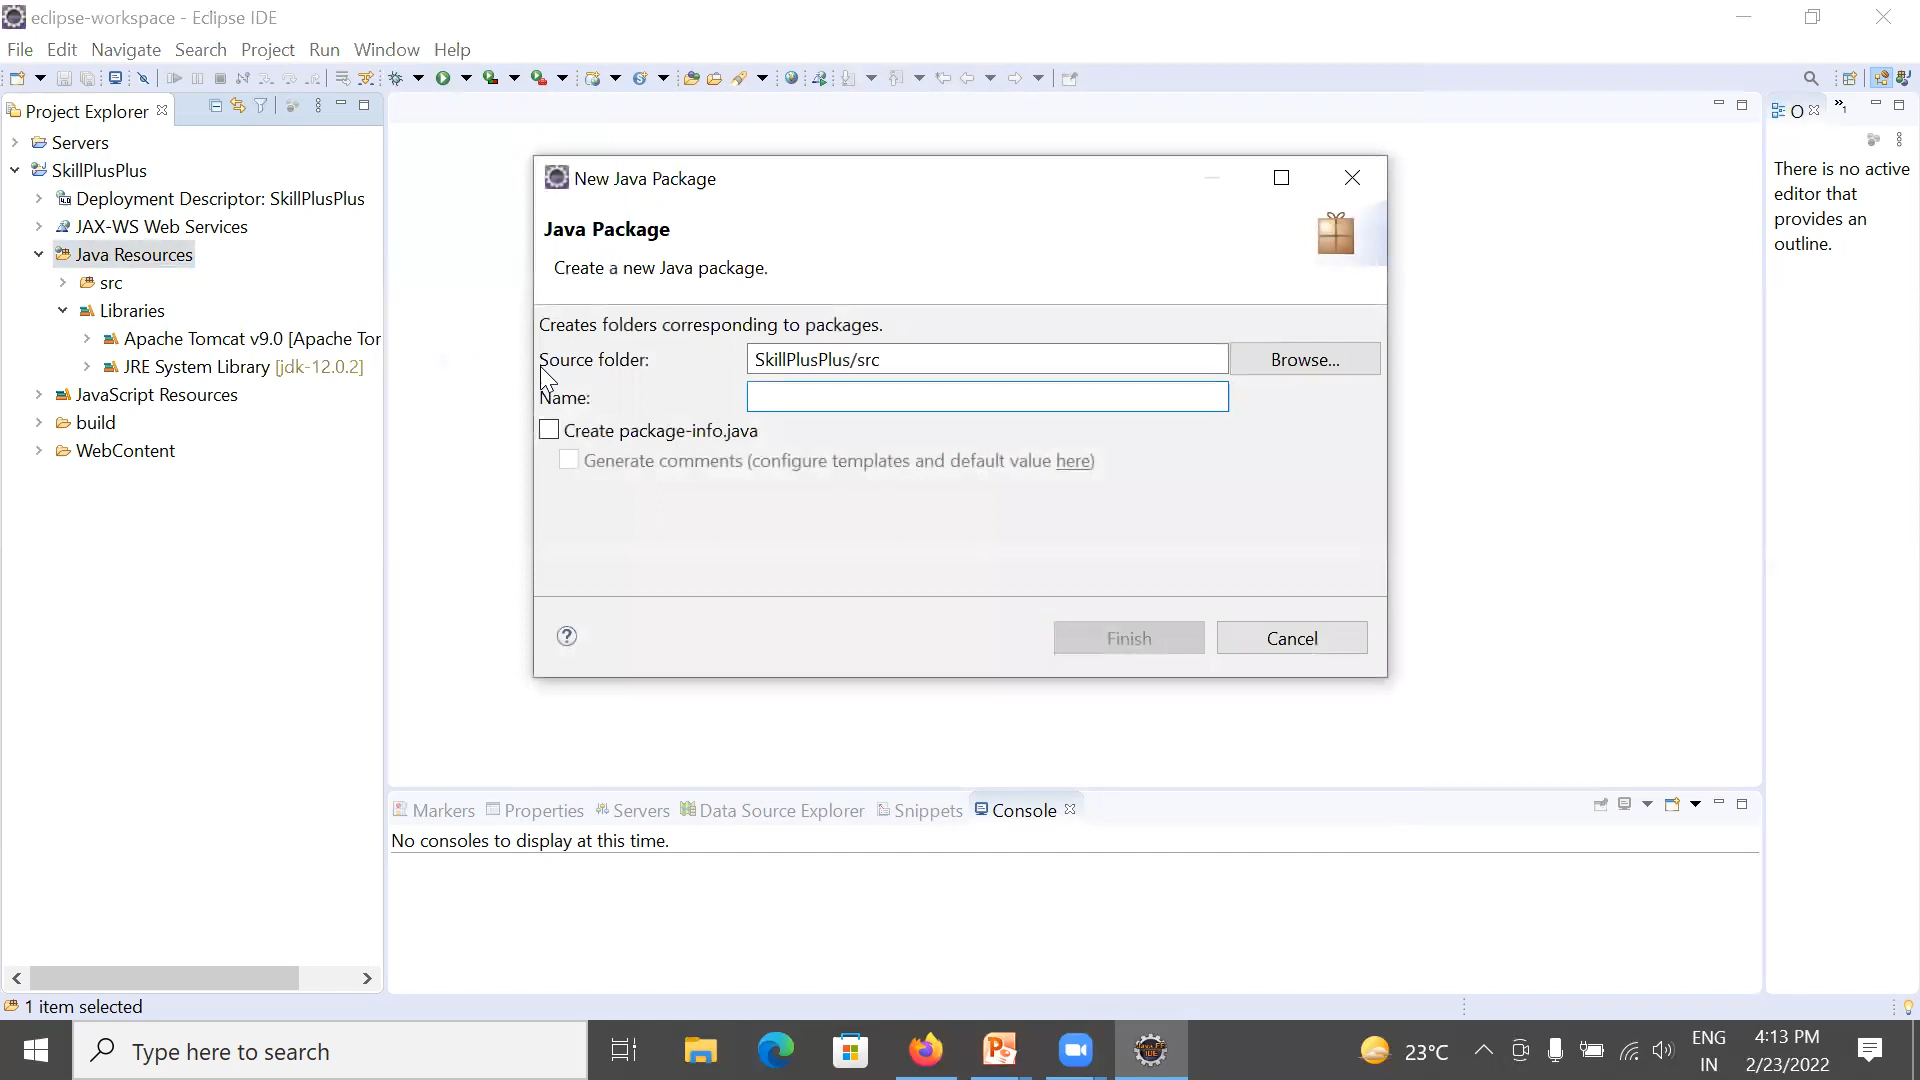 eclipse-workspace - Eclipse IDE
File Edit Navigate Search Project Run Window Help
Project Explorer
Servers
SkillPlusPlus
Deployment Descriptor: SkillPlusPlus
JAX-WS Web Services
Java Resources
src
Libraries
Apache Tomcat v9.0 [Apache Tor
JRE System Library [jdk-12.0.2]
JavaScript Resources
build
WebContent
1 item selected
New Java Package
Java Package
Create a new Java package.
Creates folders corresponding to packages.
Source folder: SkillPlusPlus/src Browse...
Name:
Create package-info.java
Generate comments (configure templates and default value here)
Finish Cancel
O
There is no active
editor that
provides an
outline.
Markers Properties Servers Data Source Explorer Snippets Console
No consoles to display at this time.
Type here to search
23°C
ENG
IN
4:13 PM
2/23/2022